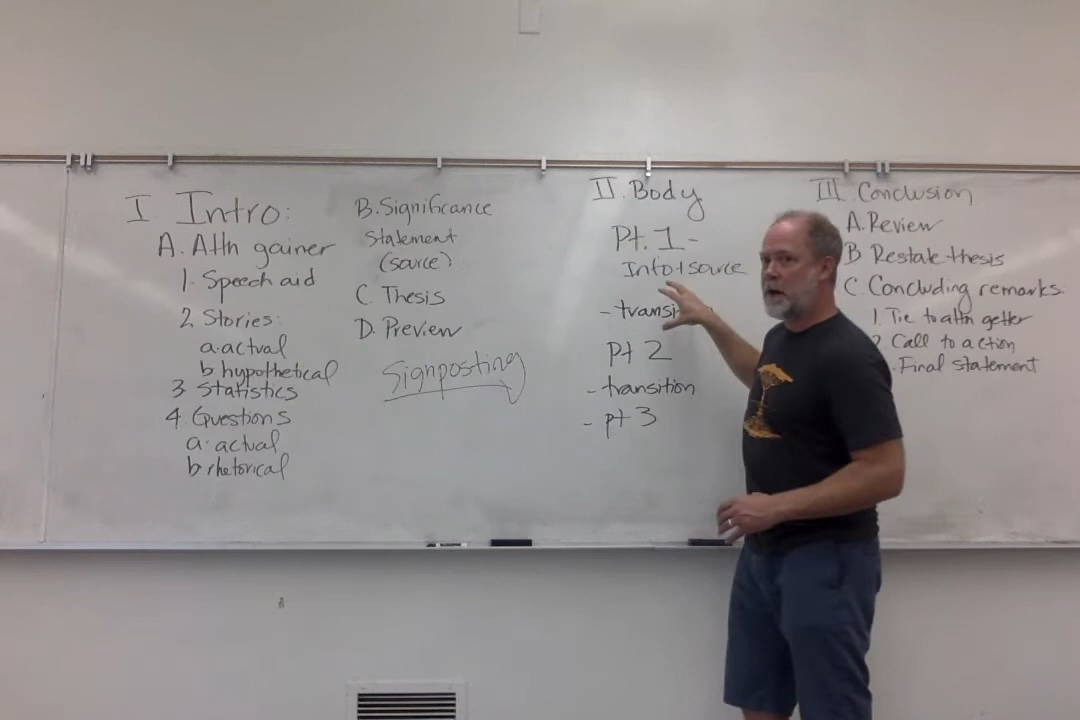 I. Intro:
A. Attn gainer
1. Speech aid
2. Stories:
a. actual
b hypothetical
3 Statistics
4. Questions
a. actual
b. rhetorical
B. Significance
Statement
(source)
C. Thesis
D. Preview
Signposting
II. Body
Pt. 1 -
Info + source
- transi
Pt 2
- transition
- pt 3
III. Conclusion
A. Review
B Restate thesis
C. Concluding remarks.
1. Tie to attn getter
2. Call to action
. Final statement